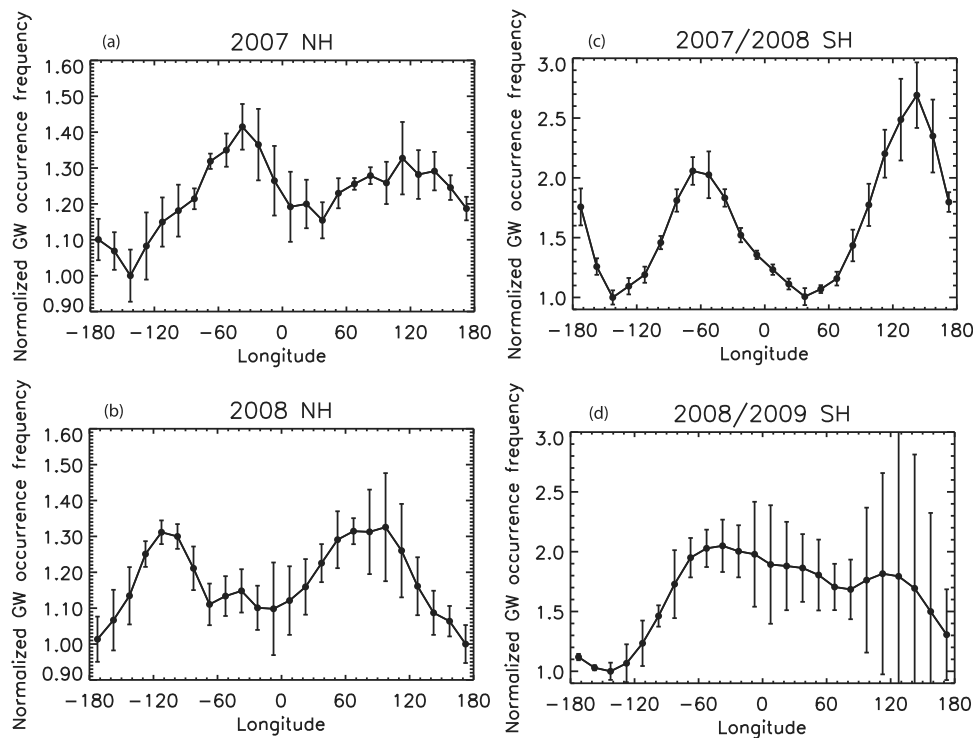 (a) 2007 NH
Normalized GW occurrence frequency
1.60
1.50
1.40
1.30
1.20
1.10
1.00
0.90
−180 −120 −60 0 60 120 180
Longitude
(c) 2007/2008 SH
Normalized GW occurrence frequency
3.0
2.5
2.0
1.5
1.0
−180 −120 −60 0 60 120 180
Longitude
(b) 2008 NH
Normalized GW occurrence frequency
1.60
1.50
1.40
1.30
1.20
1.10
1.00
0.90
−180 −120 −60 0 60 120 180
Longitude
(d) 2008/2009 SH
Normalized GW occurrence frequency
3.0
2.5
2.0
1.5
1.0
−180 −120 −60 0 60 120 180
Longitude